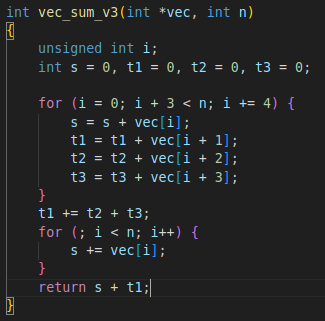 int vec_sum_v3(int *vec, int n)
{
    unsigned int i;
    int s = 0, t1 = 0, t2 = 0, t3 = 0;

    for (i = 0; i + 3 < n; i += 4) {
        s = s + vec[i];
        t1 = t1 + vec[i + 1];
        t2 = t2 + vec[i + 2];
        t3 = t3 + vec[i + 3];
    }
    t1 += t2 + t3;
    for (; i < n; i++) {
        s += vec[i];
    }
    return s + t1;
}